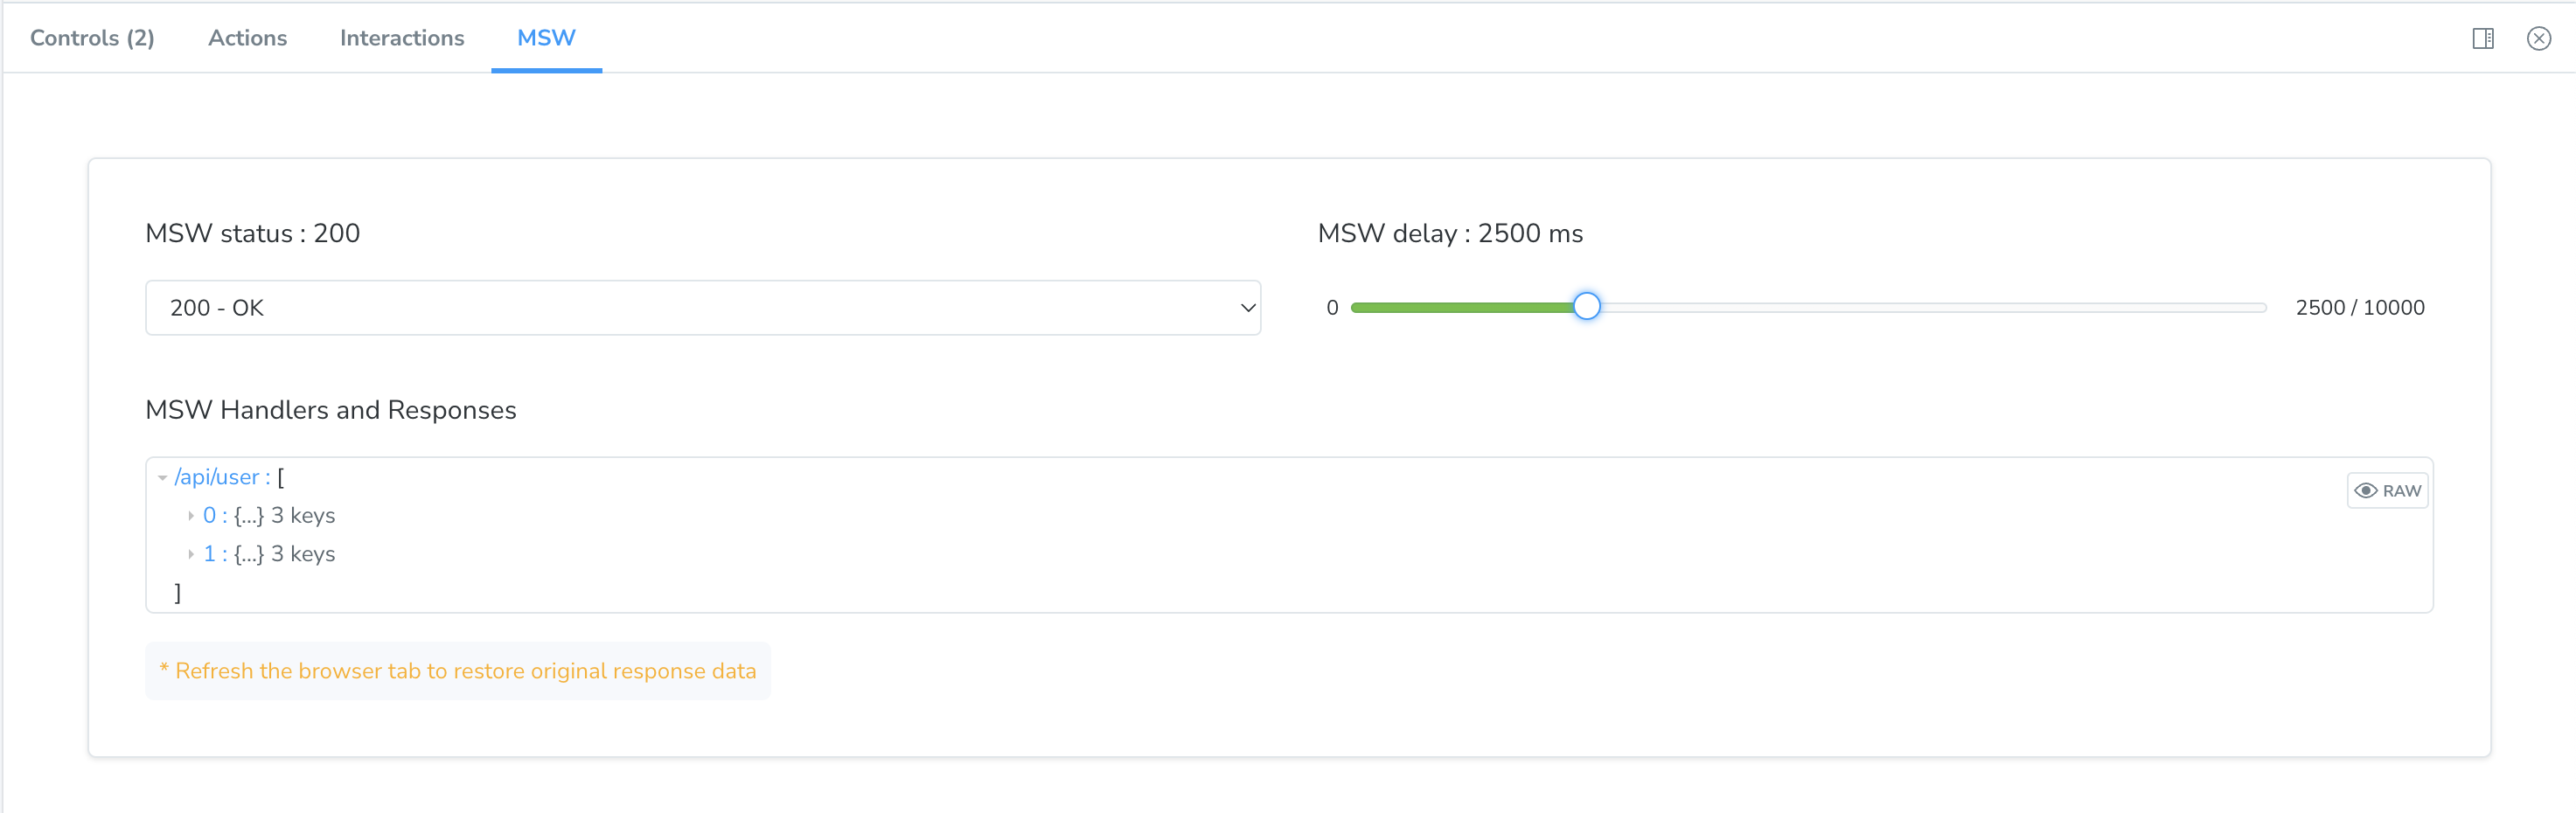 Controls (2) Actions Interactions MSW
MSW status : 200
200 - OK
MSW delay : 2500 ms
0 2500 / 10000
MSW Handlers and Responses
/api/user : [
0 : {...} 3 keys
1 : {...} 3 keys
]
RAW
* Refresh the browser tab to restore original response data